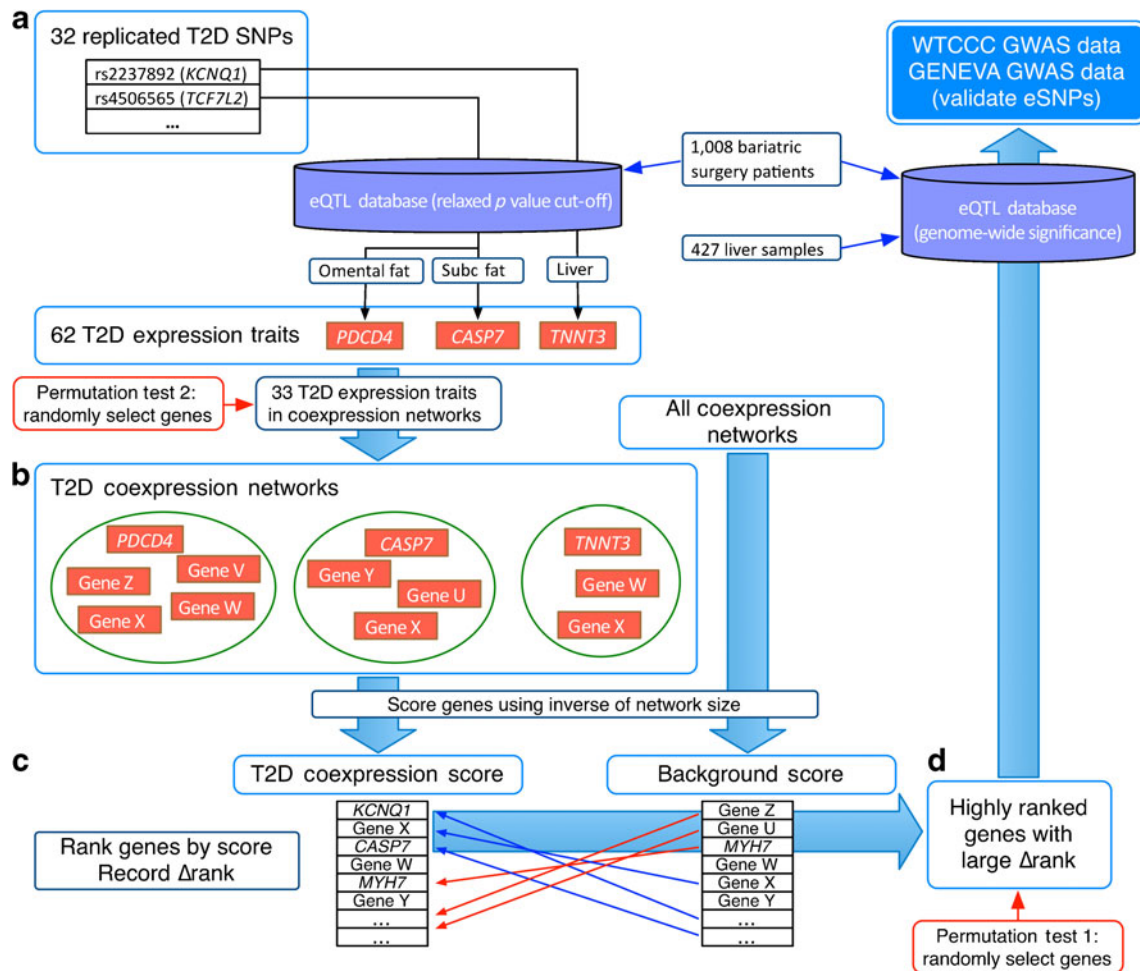 a
32 replicated T2D SNPs
rs2237892 (KCNQ1)
rs4506565 (TCF7L2)
...
WTCCC GWAS data
GENEVA GWAS data
(validate eSNPs)
1,008 bariatric
surgery patients
eQTL database (relaxed p value cut-off)
eQTL database
(genome-wide significance)
427 liver samples
Omental fat
Subc fat
Liver
62 T2D expression traits
PDCD4
CASP7
TNNT3
Permutation test 2:
randomly select genes
33 T2D expression traits
in coexpression networks
All coexpression
networks
b
T2D coexpression networks
PDCD4
Gene V
Gene Z
Gene W
Gene X
CASP7
Gene Y
Gene U
Gene X
TNNT3
Gene W
Gene X
Score genes using inverse of network size
c
T2D coexpression score
Background score
d
Rank genes by score
Record Δrank
KCNQ1
Gene X
CASP7
Gene W
MYH7
Gene Y
...
...
Gene Z
Gene U
MYH7
Gene W
Gene X
Gene Y
...
...
Highly ranked
genes with
large Δrank
Permutation test 1:
randomly select genes